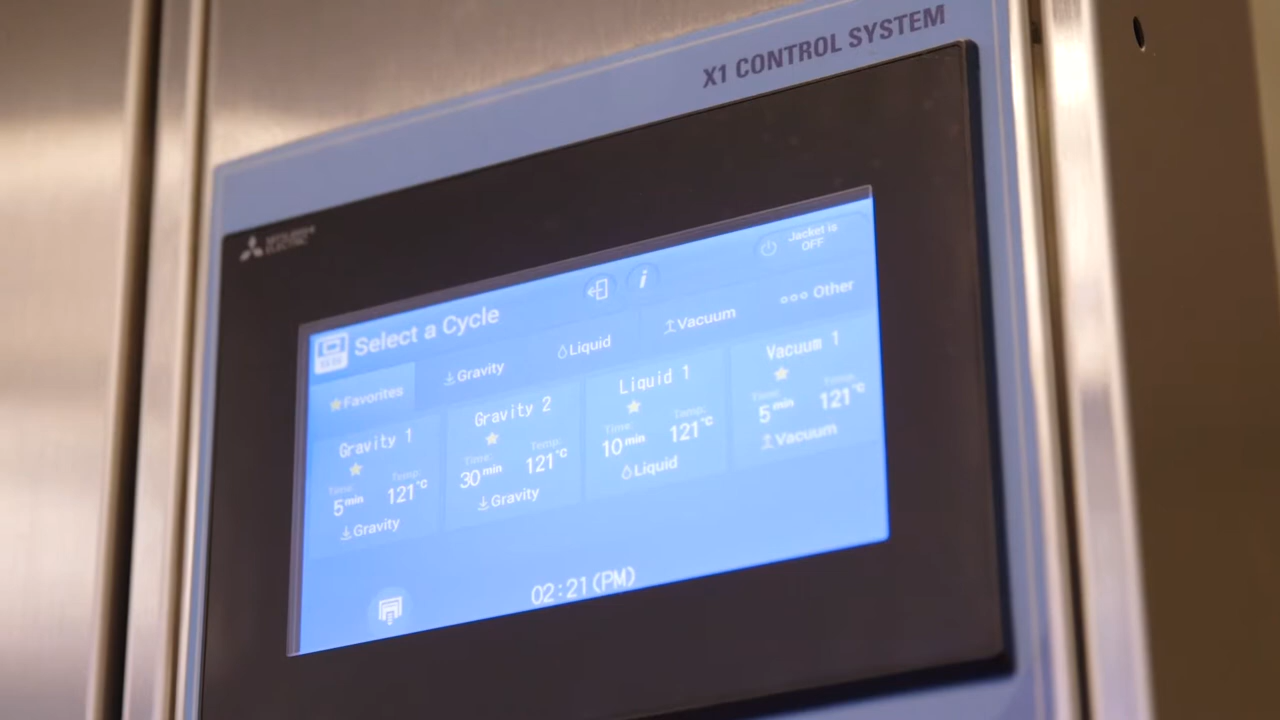 X1 CONTROL SYSTEM
MITSUBISHI
ELECTRIC
Select a Cycle
i
Jacket is
OFF
Favorites
Gravity
Liquid
Vacuum
Other
Gravity 1
Time:
Temp:
5 min
121°C
Gravity
Gravity 2
Time:
Temp:
30 min
121°C
Gravity
Liquid 1
Time:
Temp:
10 min
121°C
Liquid
Vacuum 1
Time:
Temp:
5 min
121°C
Vacuum
02:21(PM)